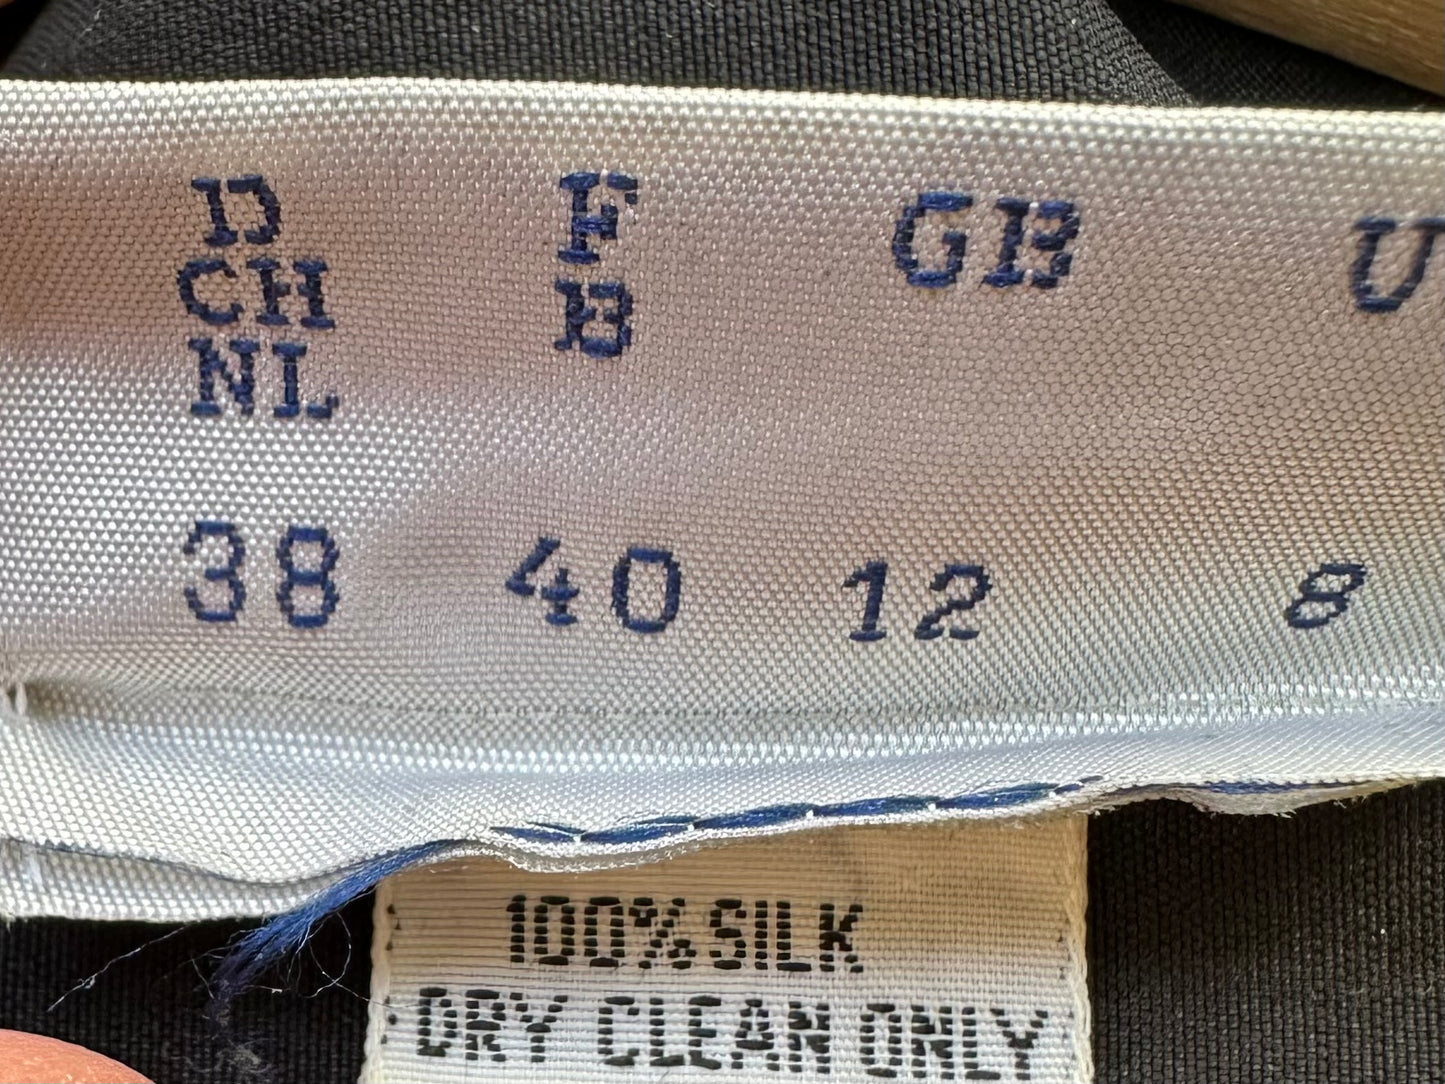 D F GB U
CH B
NL
38 40 12 8
100% SILK
DRY CLEAN ONLY